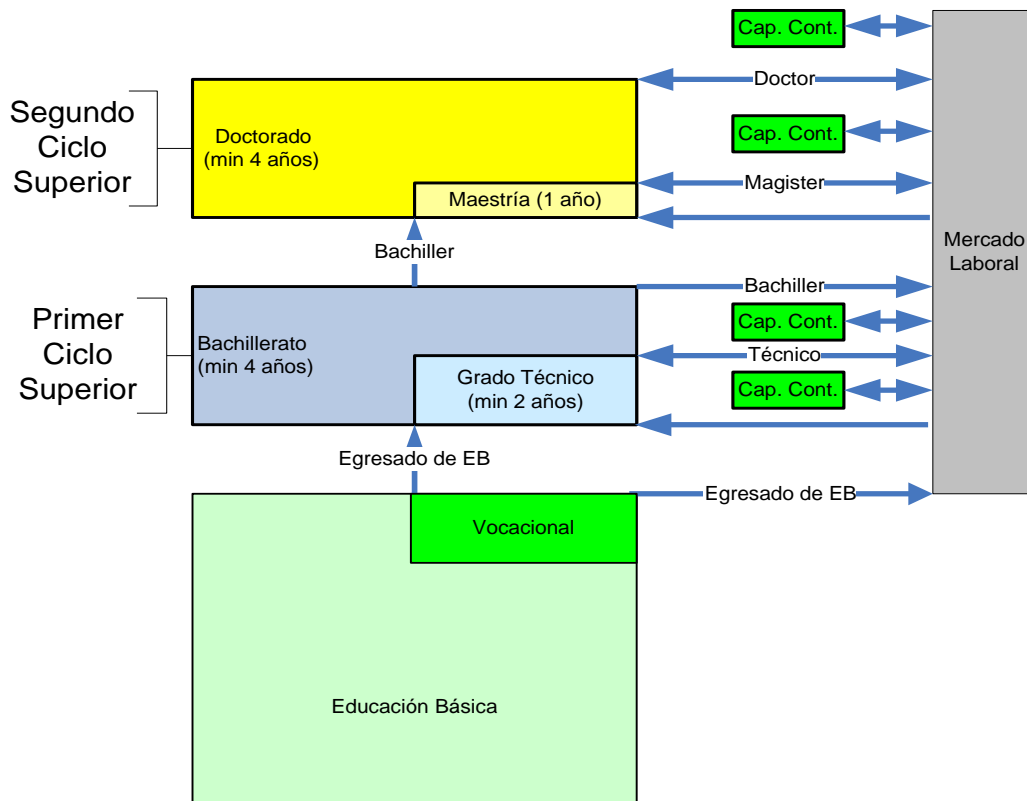 Cap. Cont.
Doctor
Segundo
Ciclo
Superior
Doctorado
(min 4 años)
Cap. Cont.
Maestría (1 año)
Magister
Mercado
Laboral
Bachiller
Bachiller
Primer
Ciclo
Superior
Bachillerato
(min 4 años)
Cap. Cont.
Técnico
Grado Técnico
(min 2 años)
Cap. Cont.
Egresado de EB
Egresado de EB
Vocacional
Educación Básica